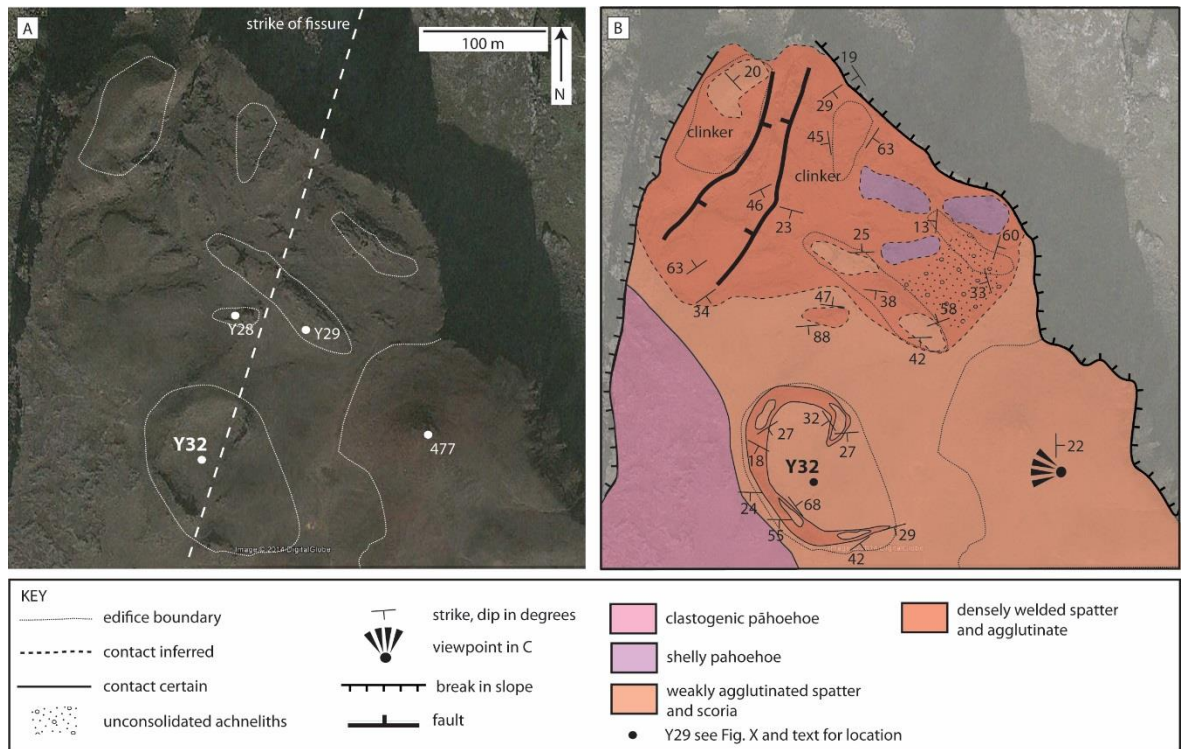 A
strike of fissure
100 m
N
Y28
Y29
Y32
477
Image © 2014 DigitalGlobe
B
19
20
29
clinker
45
63
clinker
46
23
13
60
25
63
33
34
47
38
58
88
42
32
27
27
22
18
Y32
68
24
55
29
42
KEY
edifice boundary
contact inferred
contact certain
unconsolidated achneliths
strike, dip in degrees
viewpoint in C
break in slope
fault
clastogenic pāhoehoe
shelly pahoehoe
weakly agglutinated spatter
and scoria
densely welded spatter
and agglutinate
Y29 see Fig. X and text for location